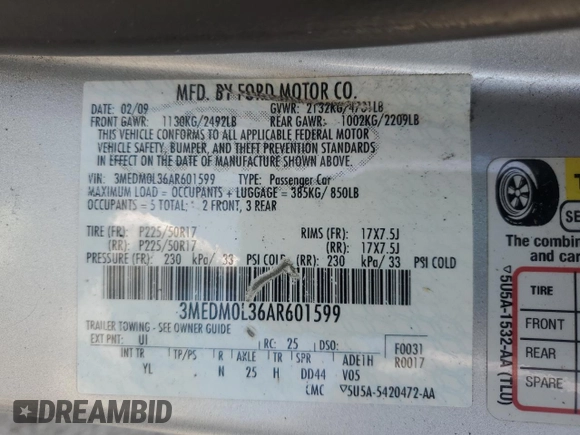 MFD. BY FORD MOTOR CO.
DATE: 02/09 GVWR: 2132KG/4701LB
FRONT GAWR: 1130KG/2492LB REAR GAWR: 1002KG/2209LB
THIS VEHICLE CONFORMS TO ALL APPLICABLE FEDERAL MOTOR
VEHICLE SAFETY, BUMPER, AND THEFT PREVENTION STANDARDS
IN EFFECT ON THE DATE OF MANUFACTURE SHOWN ABOVE.
VIN: 3MEDM0L36AR601599 TYPE: Passenger Car
MAXIMUM LOAD = OCCUPANTS + LUGGAGE = 385KG/ 850LB
OCCUPANTS = 5 TOTAL: 2 FRONT, 3 REAR
TIRE (FR): P225/50R17 RIMS (FR): 17X7.5J
(RR): P225/50R17 (RR): 17X7.5J
PRESSURE (FR): 230 kPa/ 33 PSI COLD (RR): 230 kPa/ 33 PSI COLD
3MEDM0L36AR601599
TRAILER TOWING - SEE OWNER GUIDE
EXT PNT: UI RC: 25 DSO: F0031
INT TR TP/PS R AXLE TR SPR ADE1H R0017
YL N 25 H DD44 V05
CMC ▽5U5A-5420472-AA
T
The combin
and car
TIRE
FRONT
REAR
SPARE
▽5U5A-1532-AA (TL0)
DREAMBID
DREAMBID